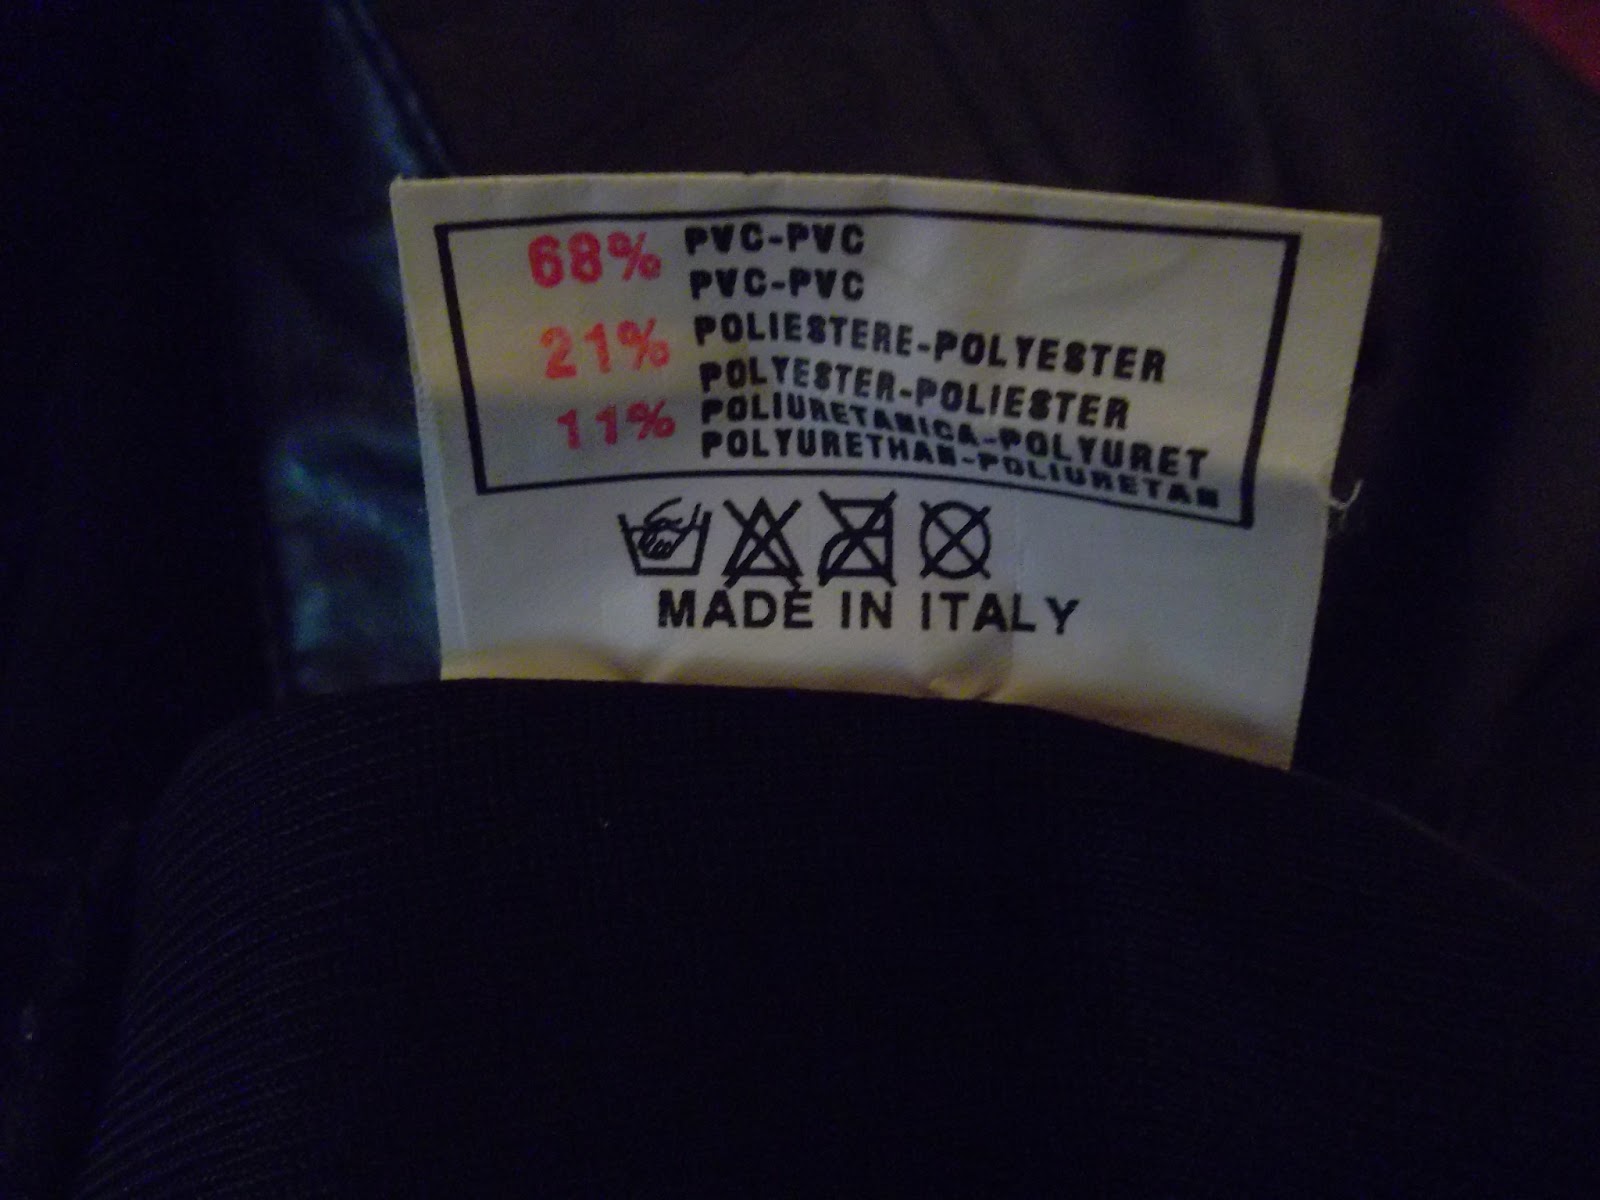 68% PVC-PVC
PVC-PVC
21% POLIESTERE-POLYESTER
POLYESTER-POLIESTER
11% POLIURETANICA-POLYURET
POLYURETHAN-POLIURETAN
MADE IN ITALY